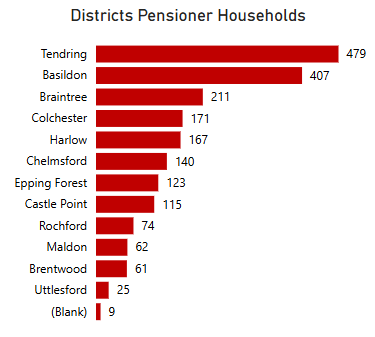 Districts Pensioner Households
Tendring 479
Basildon 407
Braintree 211
Colchester 171
Harlow 167
Chelmsford 140
Epping Forest 123
Castle Point 115
Rochford 74
Maldon 62
Brentwood 61
Uttlesford 25
(Blank) 9